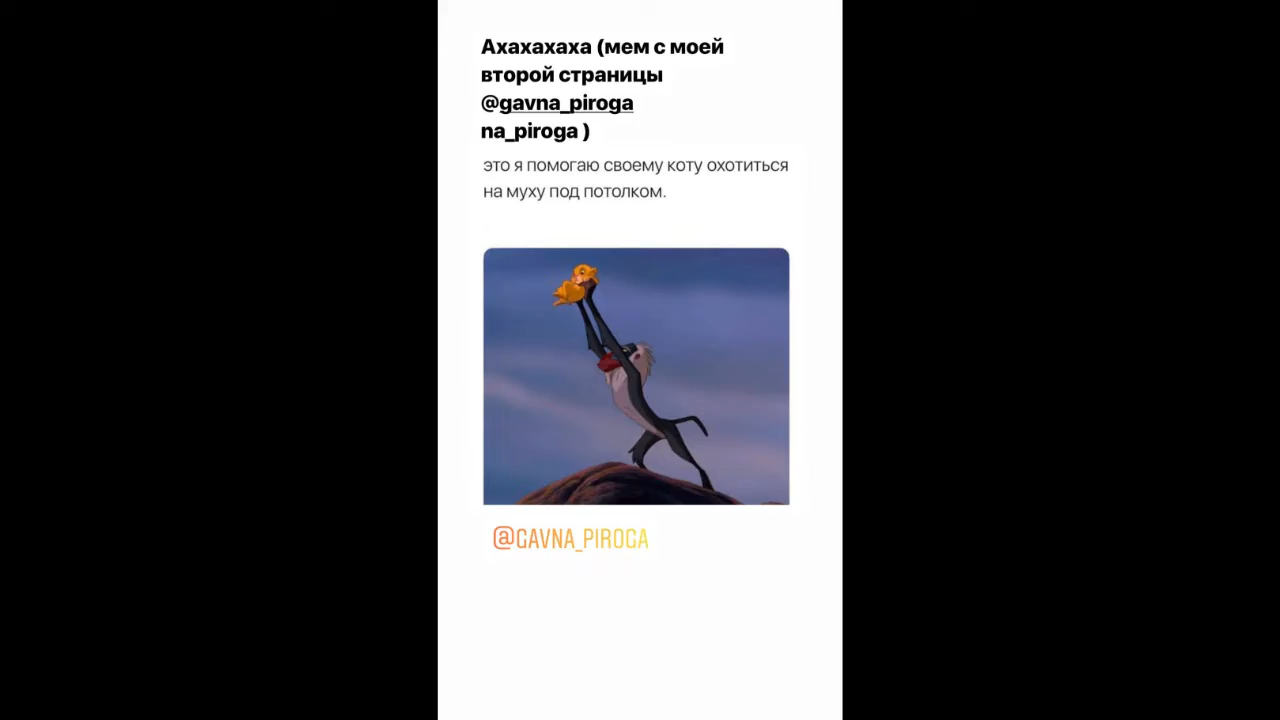 Ахахахаха (мем с моей
второй страницы
@gavna_piroga
na_piroga )
это я помогаю своему коту охотиться
на муху под потолком.
@GAVNA_PIROGA